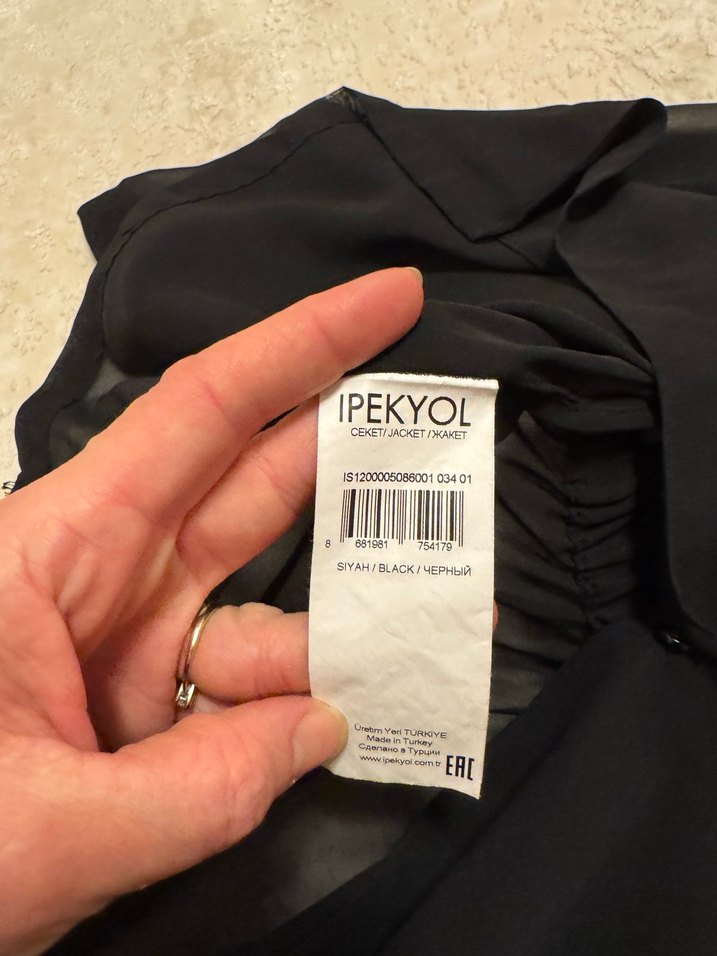 IPEKYOL
CEKET/ JACKET / ЖАКЕТ
IS1200005086001 034 01
8 681981 754179
SIYAH / BLACK / ЧЕРНЫЙ
Üretim Yeri TÜRKİYE
Made in Turkey
Сделано в Турции
www.ipekyol.com.tr
EAC